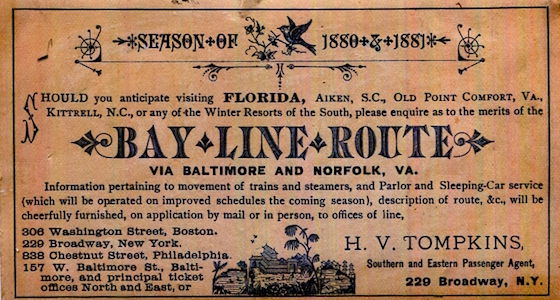 SEASON OF 1880 & 1881
SHOULD you anticipate visiting FLORIDA, AIKEN, S.C., OLD POINT COMFORT, VA.,
KITTRELL, N.C., or any of the Winter Resorts of the South, please enquire as to the merits of the
BAY LINE ROUTE
VIA BALTIMORE AND NORFOLK, VA.
Information pertaining to movement of trains and steamers, and Parlor and Sleeping-Car service
(which will be operated on improved schedules the coming season), description of route, &c., will be
cheerfully furnished, on application by mail or in person, to offices of line,
306 Washington Street, Boston.
229 Broadway, New York.
838 Chestnut Street, Philadelphia.
157 W. Baltimore St., Balti-
more, and principal ticket
offices North and East, or
H. V. TOMPKINS,
Southern and Eastern Passenger Agent,
229 Broadway, N.Y.